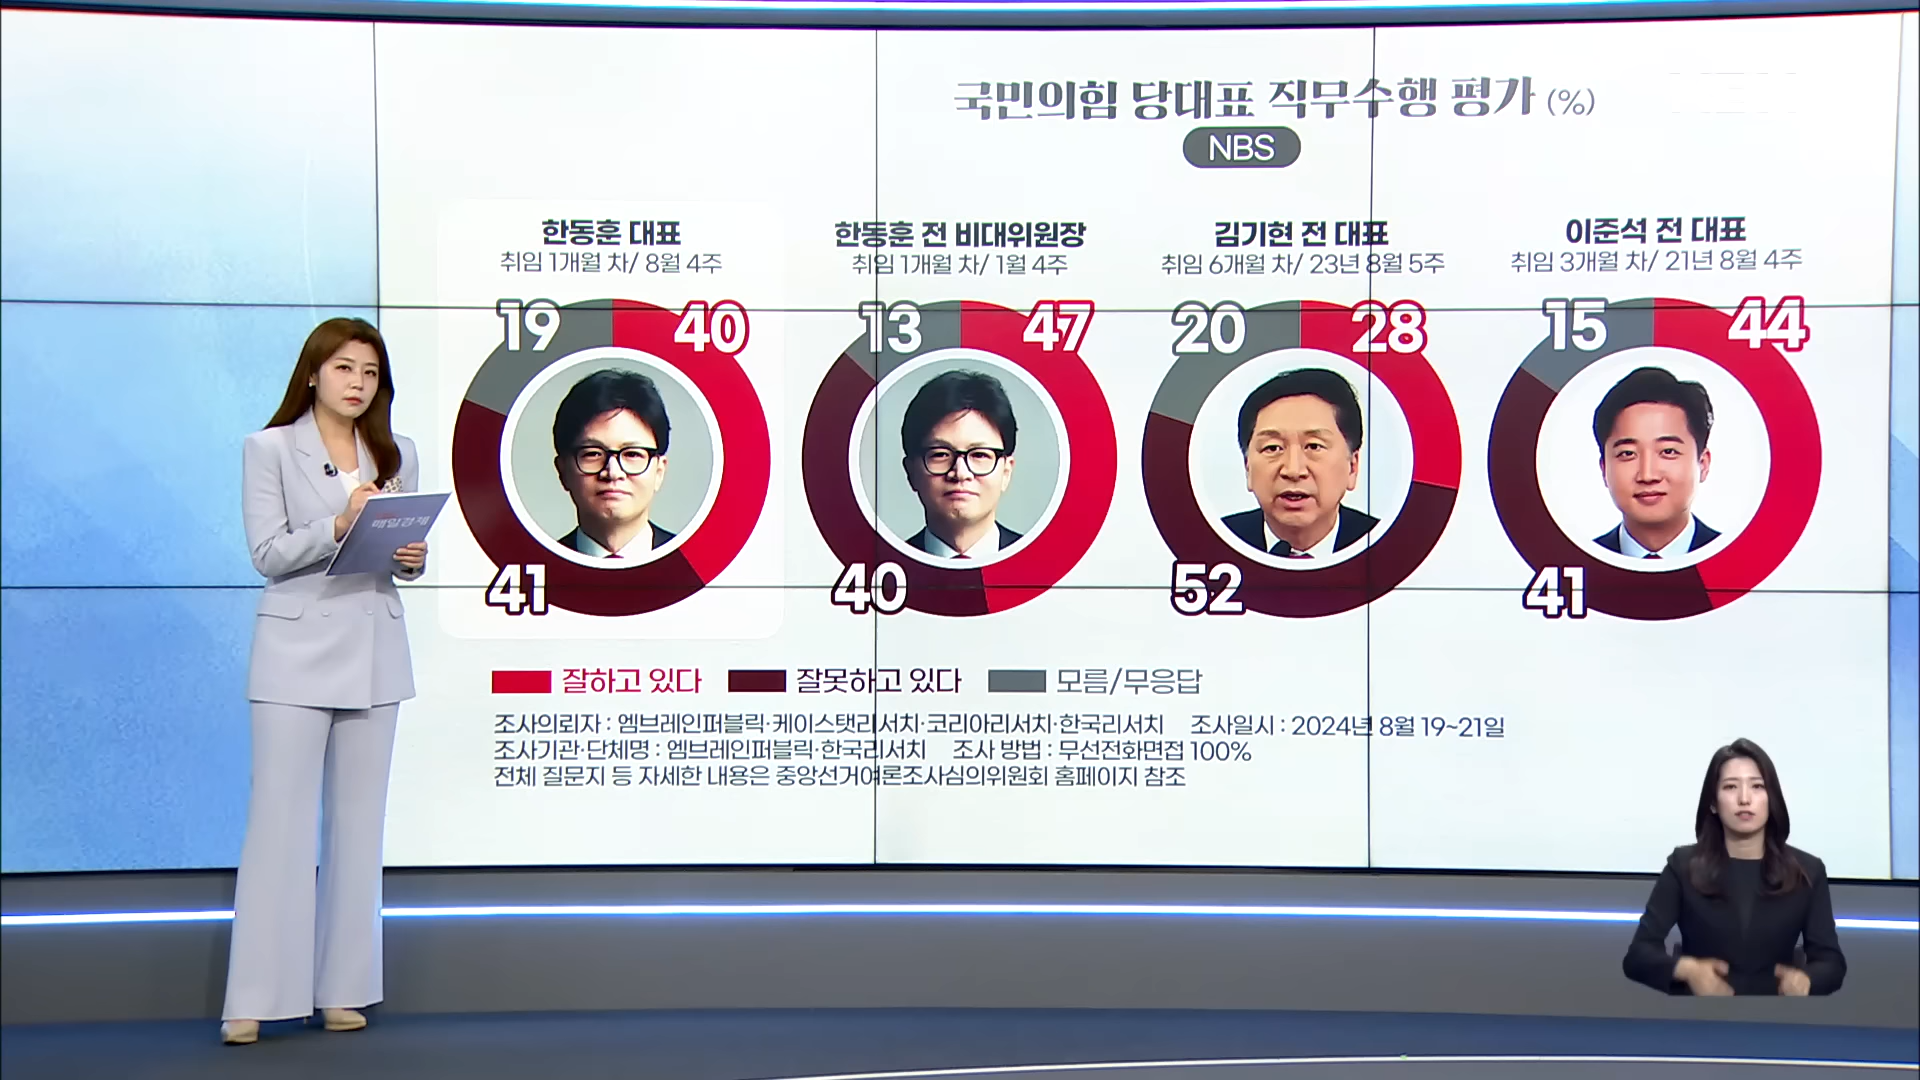 국민의힘 당대표 직무수행 평가 (%)
NBS
한동훈 대표
취임 1개월 차/ 8월 4주
19
40
41
한동훈 전 비대위원장
취임 1개월 차/ 1월 4주
13
47
40
김기현 전 대표
취임 6개월 차/ 23년 8월 5주
20
28
52
이준석 전 대표
취임 3개월 차/ 21년 8월 4주
15
44
41
잘하고 있다 잘못하고 있다 모름/무응답
조사의뢰자 : 엠브레인퍼블릭·케이스탯리서치·코리아리서치·한국리서치 조사일시 : 2024년 8월 19~21일
조사기관·단체명 : 엠브레인퍼블릭·한국리서치 조사 방법 : 무선전화면접 100%
전체 질문지 등 자세한 내용은 중앙선거여론조사심의위원회 홈페이지 참조
매일경제